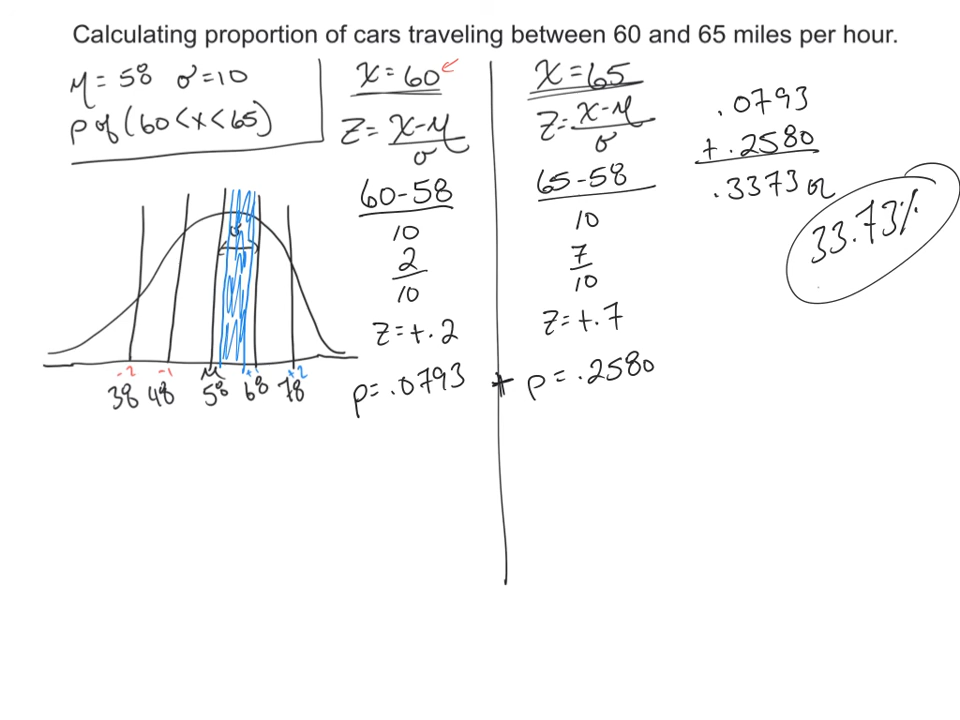 Calculating proportion of cars traveling between 60 and 65 miles per hour.
μ = 58 σ = 10
p of (60 < x < 65)
-2 -1 μ +1 +2
38 48 58 68 78
x = 60
z = x - μ
σ
60 - 58
10
2
10
z = + . 2
p = .0793
+
x = 65
z = x - μ
σ
65 - 58
10
7
10
z = + . 7
p = .2580
.0793
+ .2580
.3373 or
33.73%